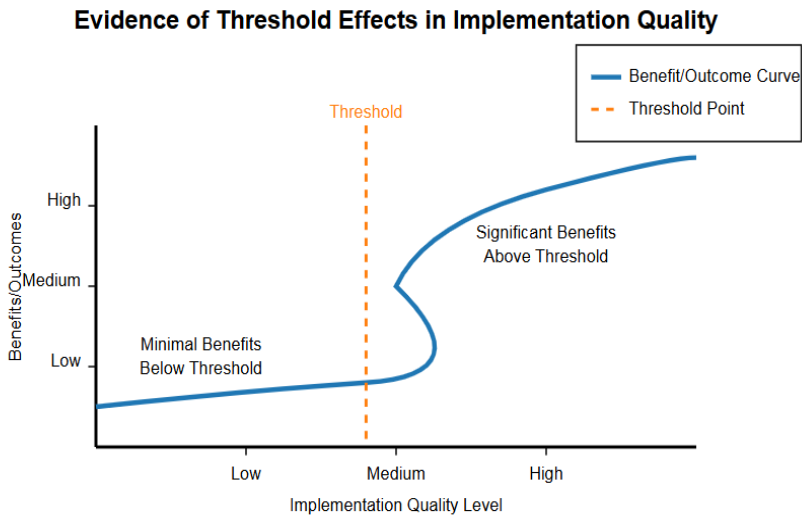 Evidence of Threshold Effects in Implementation Quality
Benefit/Outcome Curve
Threshold Point
Threshold
High
Medium
Low
Benefits/Outcomes
Significant Benefits
Above Threshold
Minimal Benefits
Below Threshold
Low
Medium
High
Implementation Quality Level